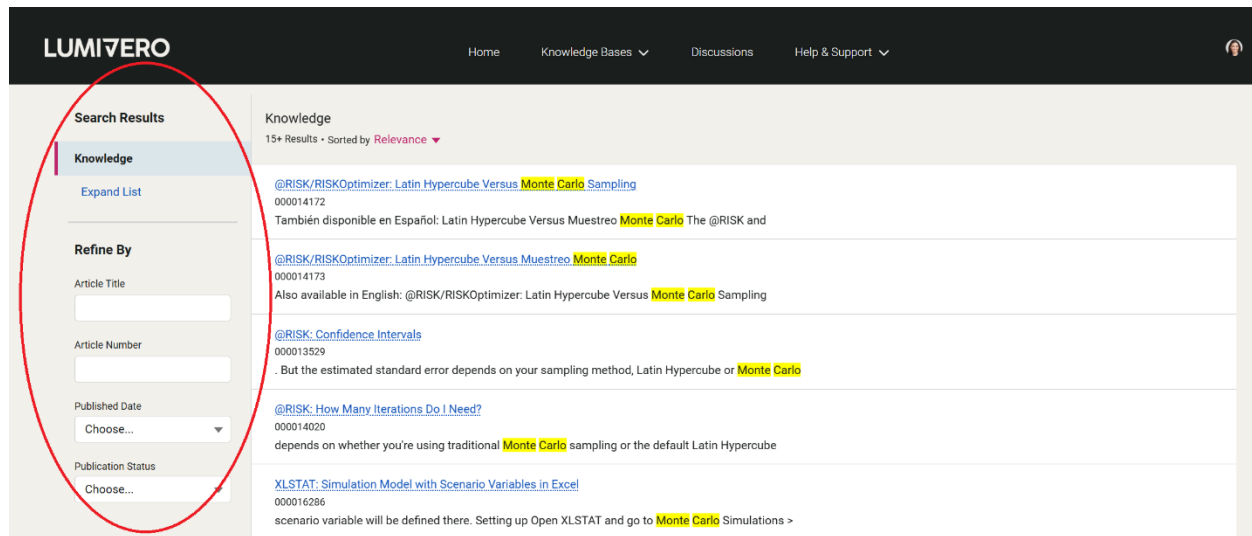 LUMIVERO
Home Knowledge Bases Discussions Help & Support
Search Results
Knowledge
Expand List
Refine By
Article Title
Article Number
Published Date
Choose...
Publication Status
Choose...
Knowledge
15+ Results • Sorted by Relevance
@RISK/RISKOptimizer: Latin Hypercube Versus Monte Carlo Sampling
000014172
También disponible en Español: Latin Hypercube Versus Muestreo Monte Carlo The @RISK and
@RISK/RISKOptimizer: Latin Hypercube Versus Muestreo Monte Carlo
000014173
Also available in English: @RISK/RISKOptimizer: Latin Hypercube Versus Monte Carlo Sampling
@RISK: Confidence Intervals
000013529
. But the estimated standard error depends on your sampling method, Latin Hypercube or Monte Carlo
@RISK: How Many Iterations Do I Need?
000014020
depends on whether you're using traditional Monte Carlo sampling or the default Latin Hypercube
XLSTAT: Simulation Model with Scenario Variables in Excel
000016286
scenario variable will be defined there. Setting up Open XLSTAT and go to Monte Carlo Simulations >